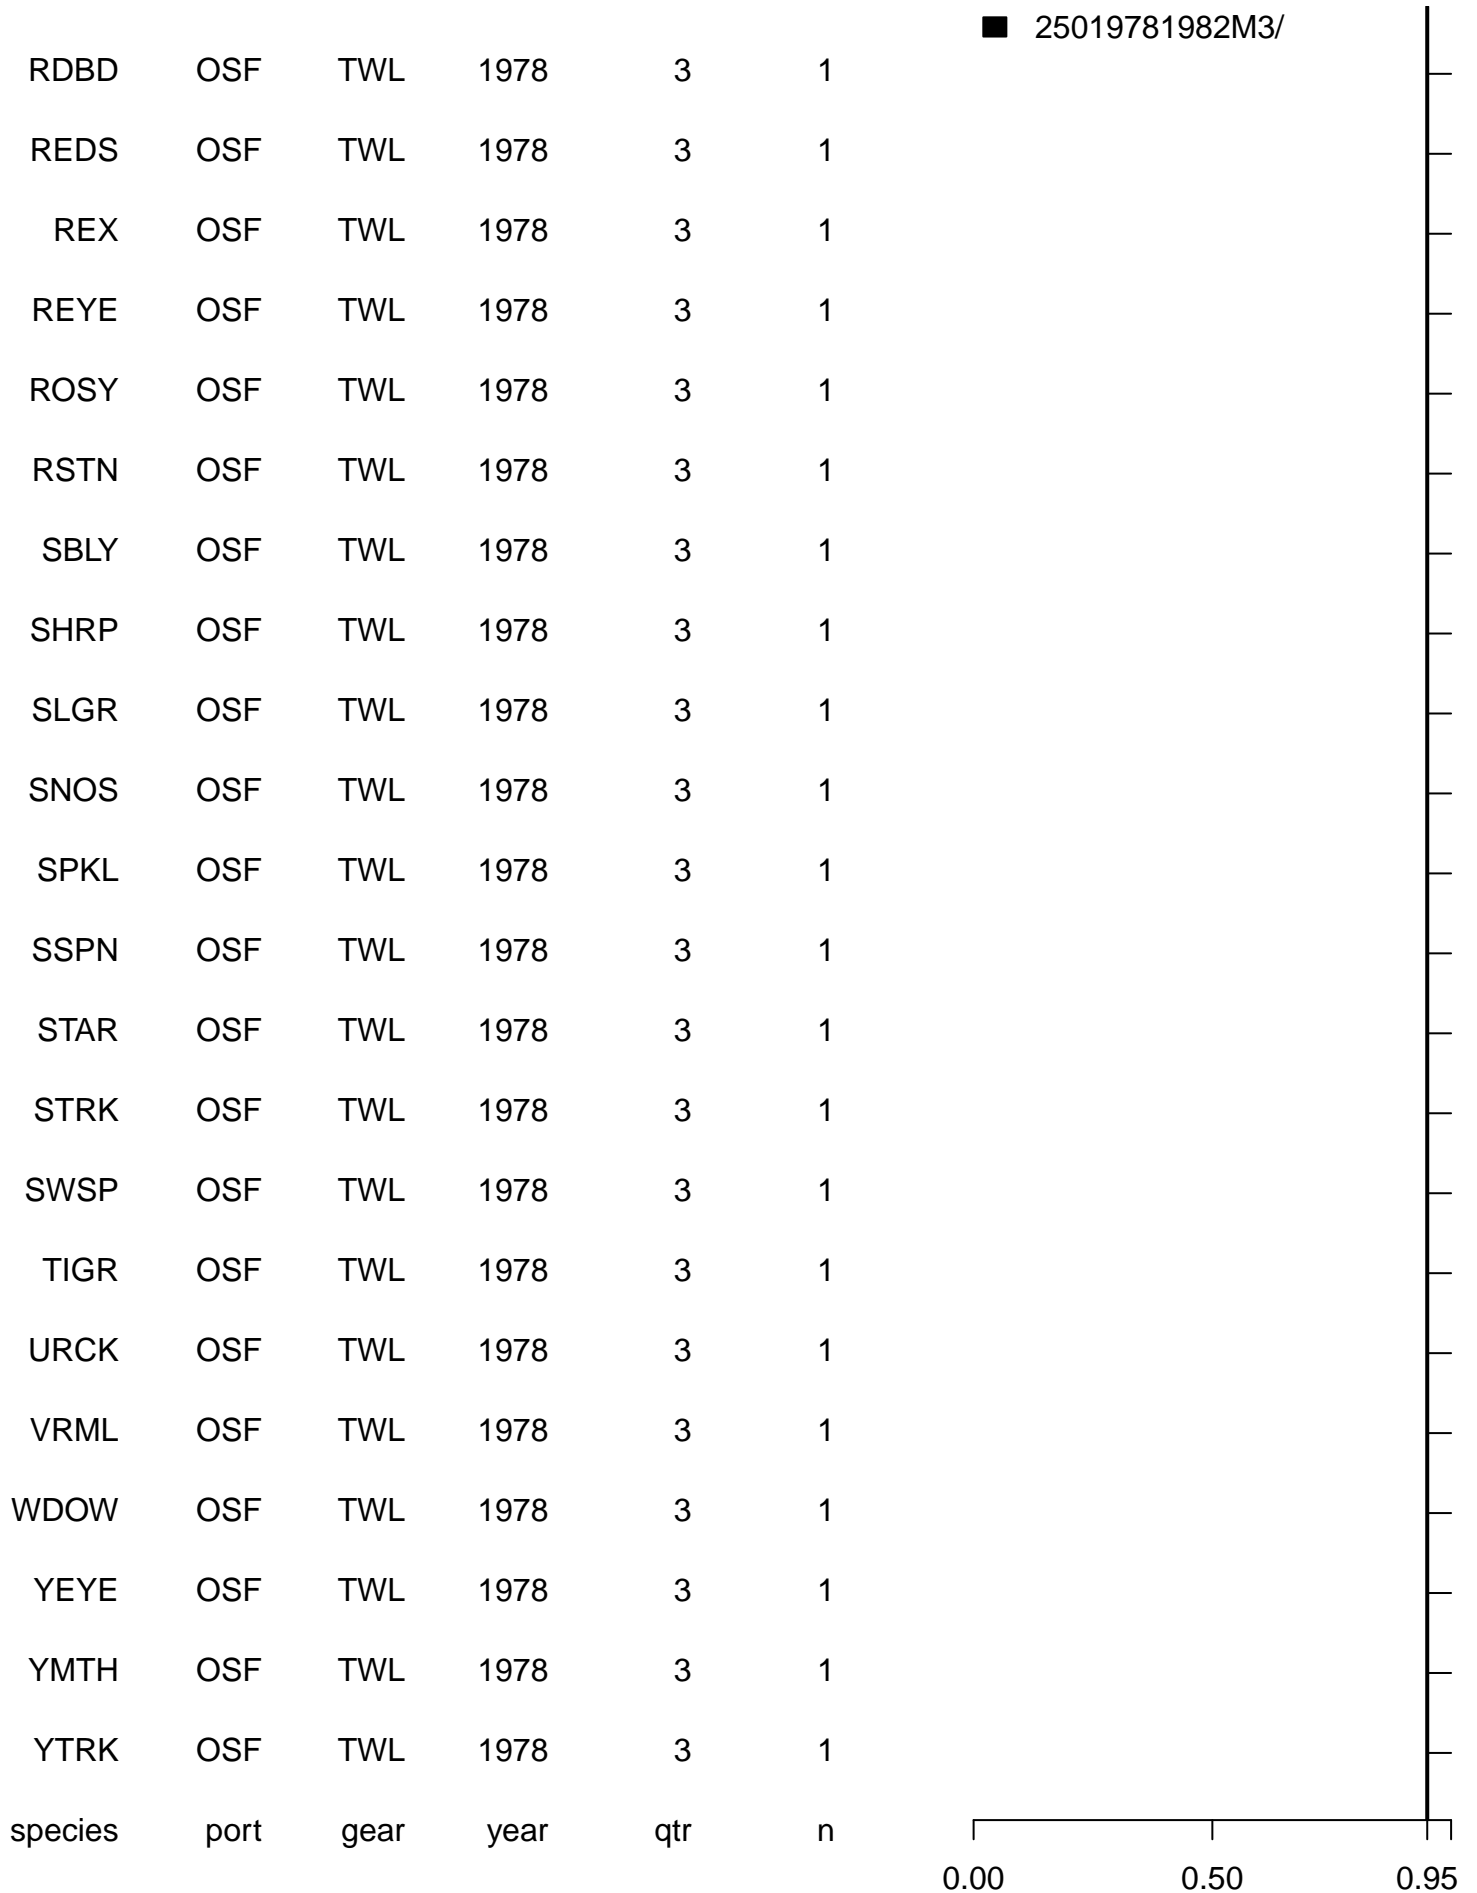 25019781982M3/
RDBD OSF TWL 1978 3 1
REDS OSF TWL 1978 3 1
REX OSF TWL 1978 3 1
REYE OSF TWL 1978 3 1
ROSY OSF TWL 1978 3 1
RSTN OSF TWL 1978 3 1
SBLY OSF TWL 1978 3 1
SHRP OSF TWL 1978 3 1
SLGR OSF TWL 1978 3 1
SNOS OSF TWL 1978 3 1
SPKL OSF TWL 1978 3 1
SSPN OSF TWL 1978 3 1
STAR OSF TWL 1978 3 1
STRK OSF TWL 1978 3 1
SWSP OSF TWL 1978 3 1
TIGR OSF TWL 1978 3 1
URCK OSF TWL 1978 3 1
VRML OSF TWL 1978 3 1
WDOW OSF TWL 1978 3 1
YEYE OSF TWL 1978 3 1
YMTH OSF TWL 1978 3 1
YTRK OSF TWL 1978 3 1
species port gear year qtr n
0.00 0.50 0.95